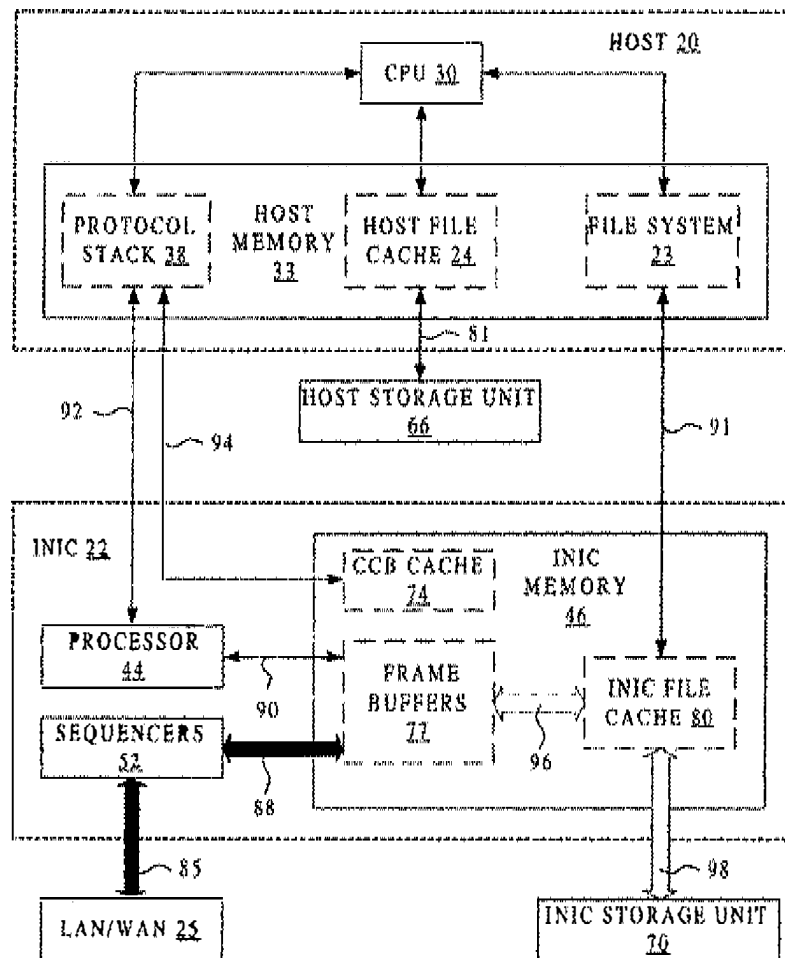 HOST 20
CPU 30
PROTOCOL
STACK 38
HOST
MEMORY
33
HOST FILE
CACHE 24
FILE SYSTEM
23
81
HOST STORAGE UNIT
66
92
94
91
INIC 22
CCB CACHE
74
INIC
MEMORY
46
PROCESSOR
44
90
FRAME
BUFFERS
77
INIC FILE
CACHE 80
SEQUENCERS
52
88
96
85
98
LAN/WAN 25
INIC STORAGE UNIT
70